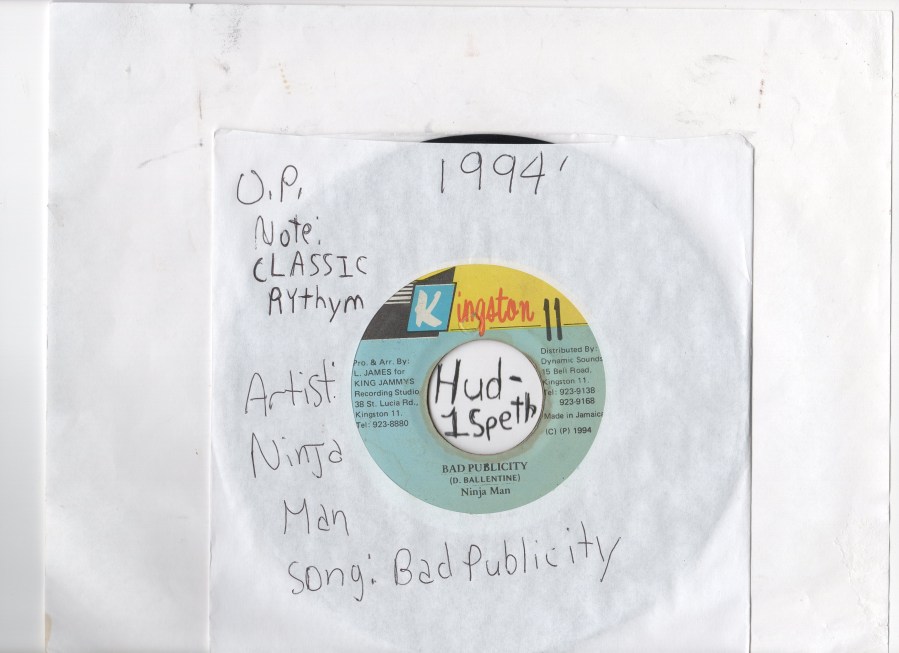 1994'
O.P.
Note:
CLASSIC
RYthym
Artist:
Ninja
Man
Song: Bad Publicity
Kingston 11
Pro. & Arr. By:
L. JAMES for
KING JAMMYS
Recording Studio
38 St. Lucia Rd.,
Kingston 11.
Tel: 923-8880
Hud-
1Speth
Distributed By:
Dynamic Sounds
15 Bell Road,
Kingston 11.
Tel: 923-9138
923-9168
Made in Jamaica
(C) (P) 1994
BAD PUBLICITY
(D. BALLENTINE)
Ninja Man